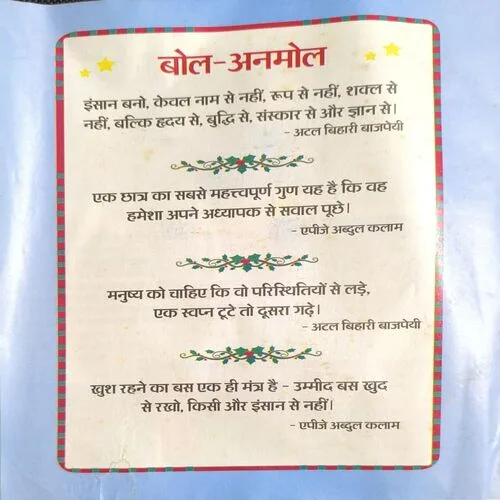 बोल-अनमोल
इंसान बनो, केवल नाम से नहीं, रूप से नहीं, शक्ल से
नहीं, बल्कि हृदय से, बुद्धि से, संस्कार से और ज्ञान से।
- अटल बिहारी बाजपेयी
एक छात्र का सबसे महत्त्वपूर्ण गुण यह है कि वह
हमेशा अपने अध्यापक से सवाल पूछे।
- एपीजे अब्दुल कलाम
मनुष्य को चाहिए कि वो परिस्थितियों से लड़े,
एक स्वप्न टूटे तो दूसरा गढ़े।
- अटल बिहारी बाजपेयी
खुश रहने का बस एक ही मंत्र है - उम्मीद बस खुद
से रखो, किसी और इंसान से नहीं।
- एपीजे अब्दुल कलाम